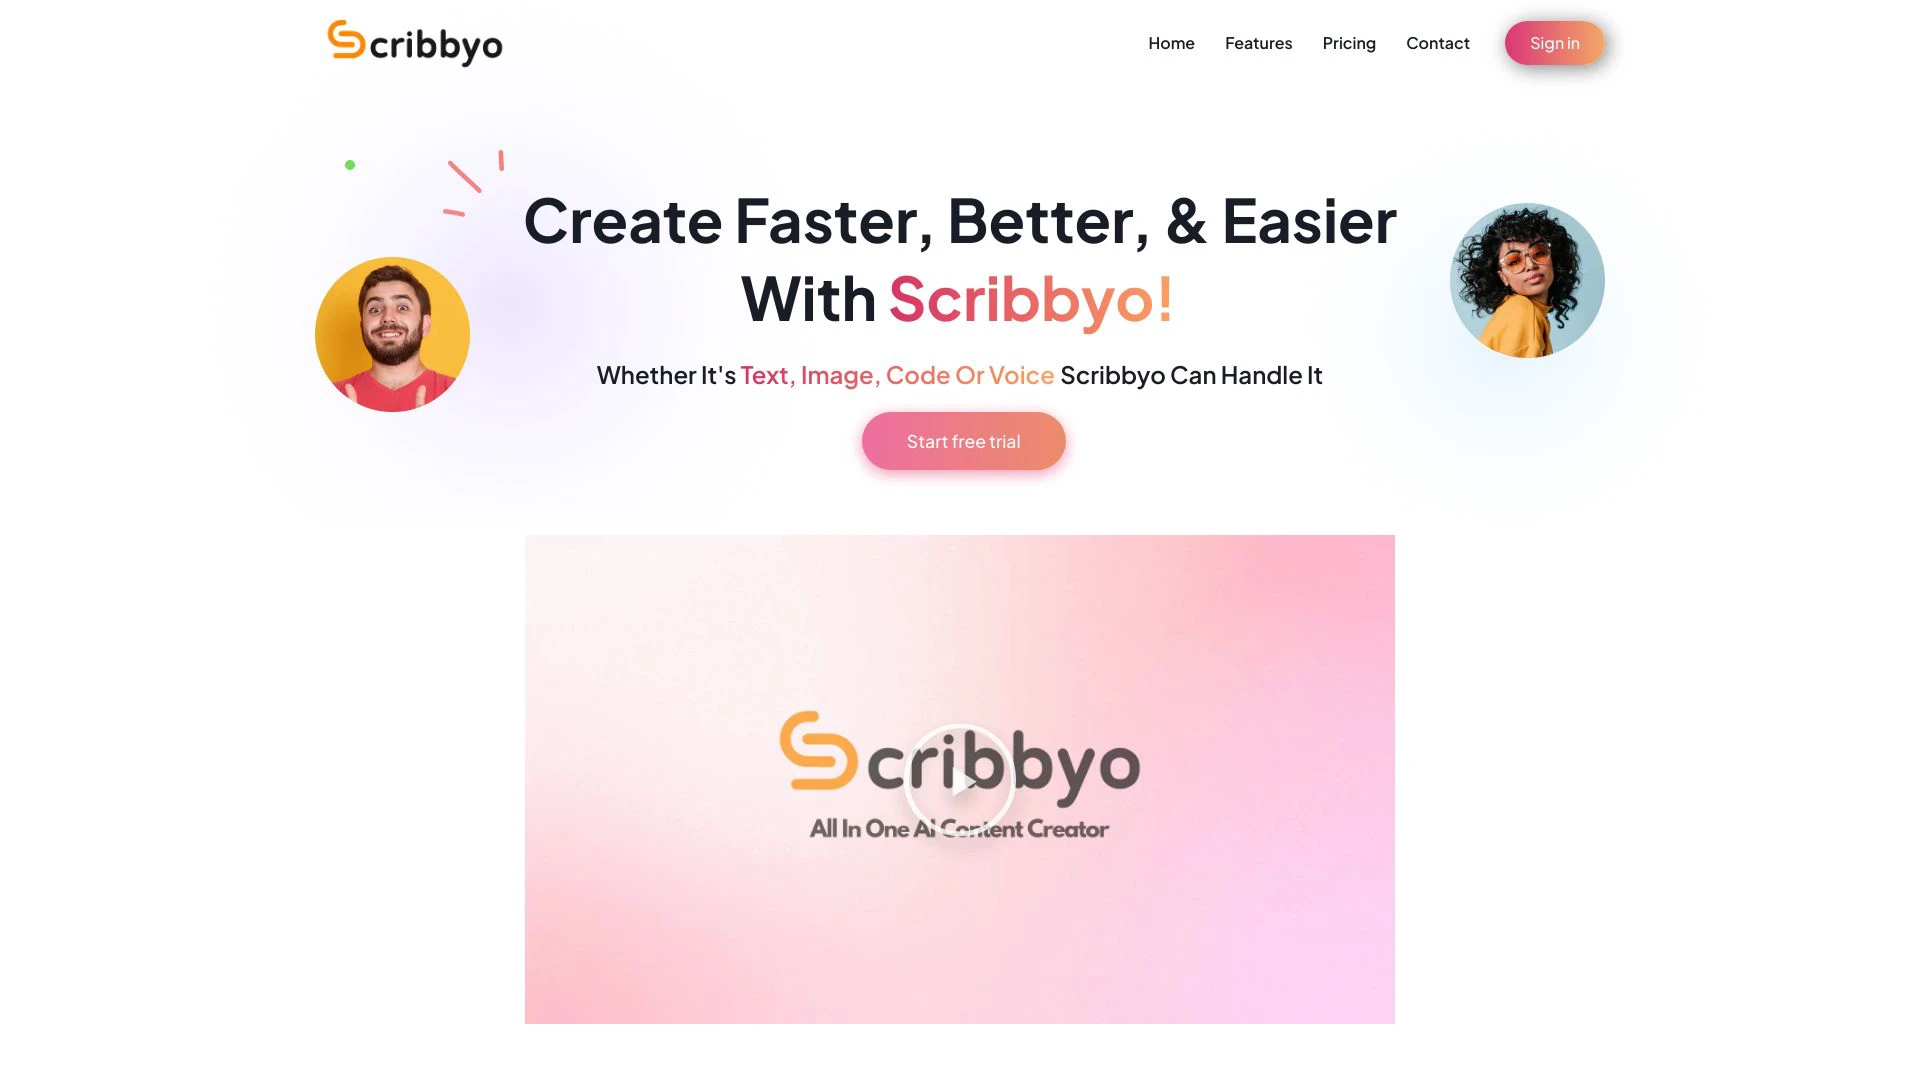 Scribbyo
Home
Features
Pricing
Contact
Sign in
Create Faster, Better, & Easier
With Scribbyo!
Whether It's Text, Image, Code Or Voice Scribbyo Can Handle It
Start free trial
Scribbyo
All In One AI Content Creator